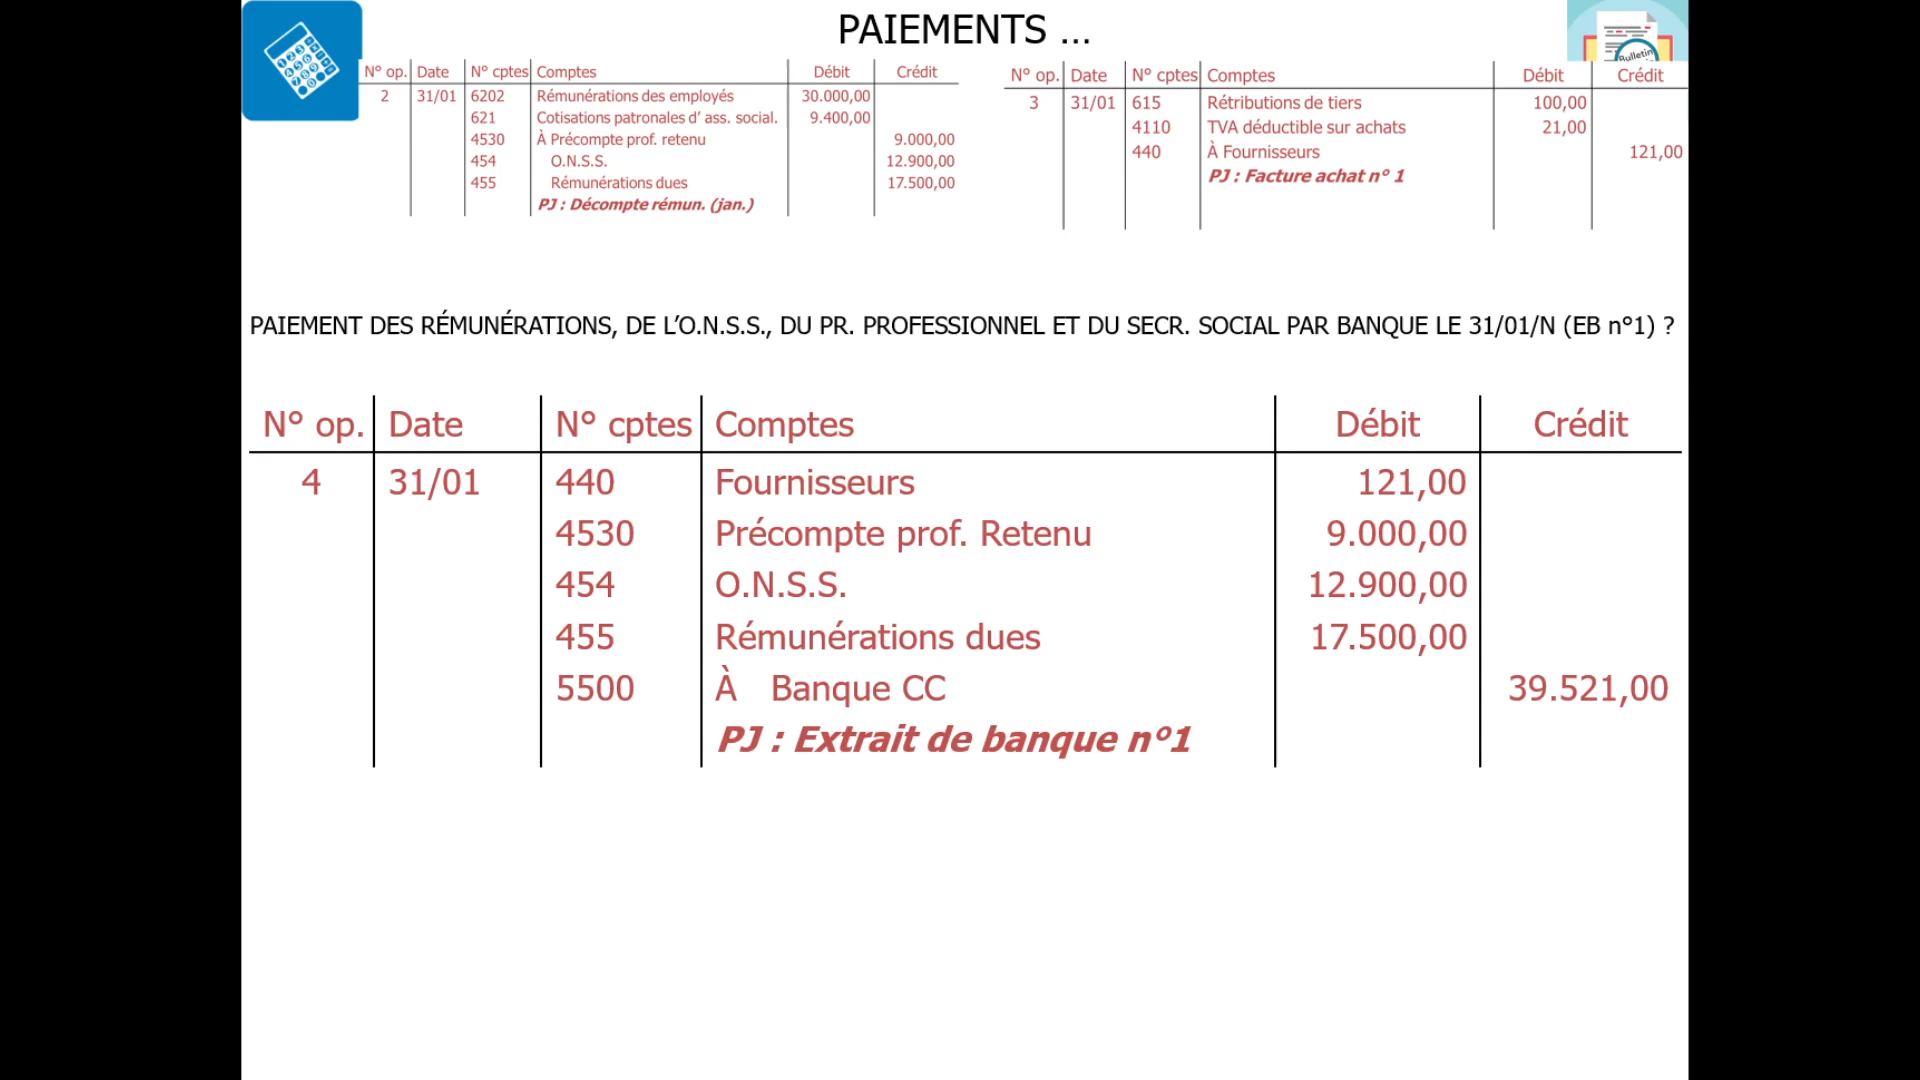 PAIEMENTS ...
N° op. Date N° cptes Comptes Débit Crédit
2 31/01 6202 Rémunérations des employés 30.000,00
621 Cotisations patronales d' ass. social. 9.400,00
4530 À Précompte prof. retenu 9.000,00
454 O.N.S.S. 12.900,00
455 Rémunérations dues 17.500,00
PJ : Décompte rémun. (jan.)
Bulletin
N° op. Date N° cptes Comptes Débit Crédit
3 31/01 615 Rétributions de tiers 100,00
4110 TVA déductible sur achats 21,00
440 À Fournisseurs 121,00
PJ : Facture achat n° 1
PAIEMENT DES RÉMUNÉRATIONS, DE L'O.N.S.S., DU PR. PROFESSIONNEL ET DU SECR. SOCIAL PAR BANQUE LE 31/01/N (EB n°1) ?
N° op. Date N° cptes Comptes Débit Crédit
4 31/01 440 Fournisseurs 121,00
4530 Précompte prof. Retenu 9.000,00
454 O.N.S.S. 12.900,00
455 Rémunérations dues 17.500,00
5500 À Banque CC 39.521,00
PJ : Extrait de banque n°1